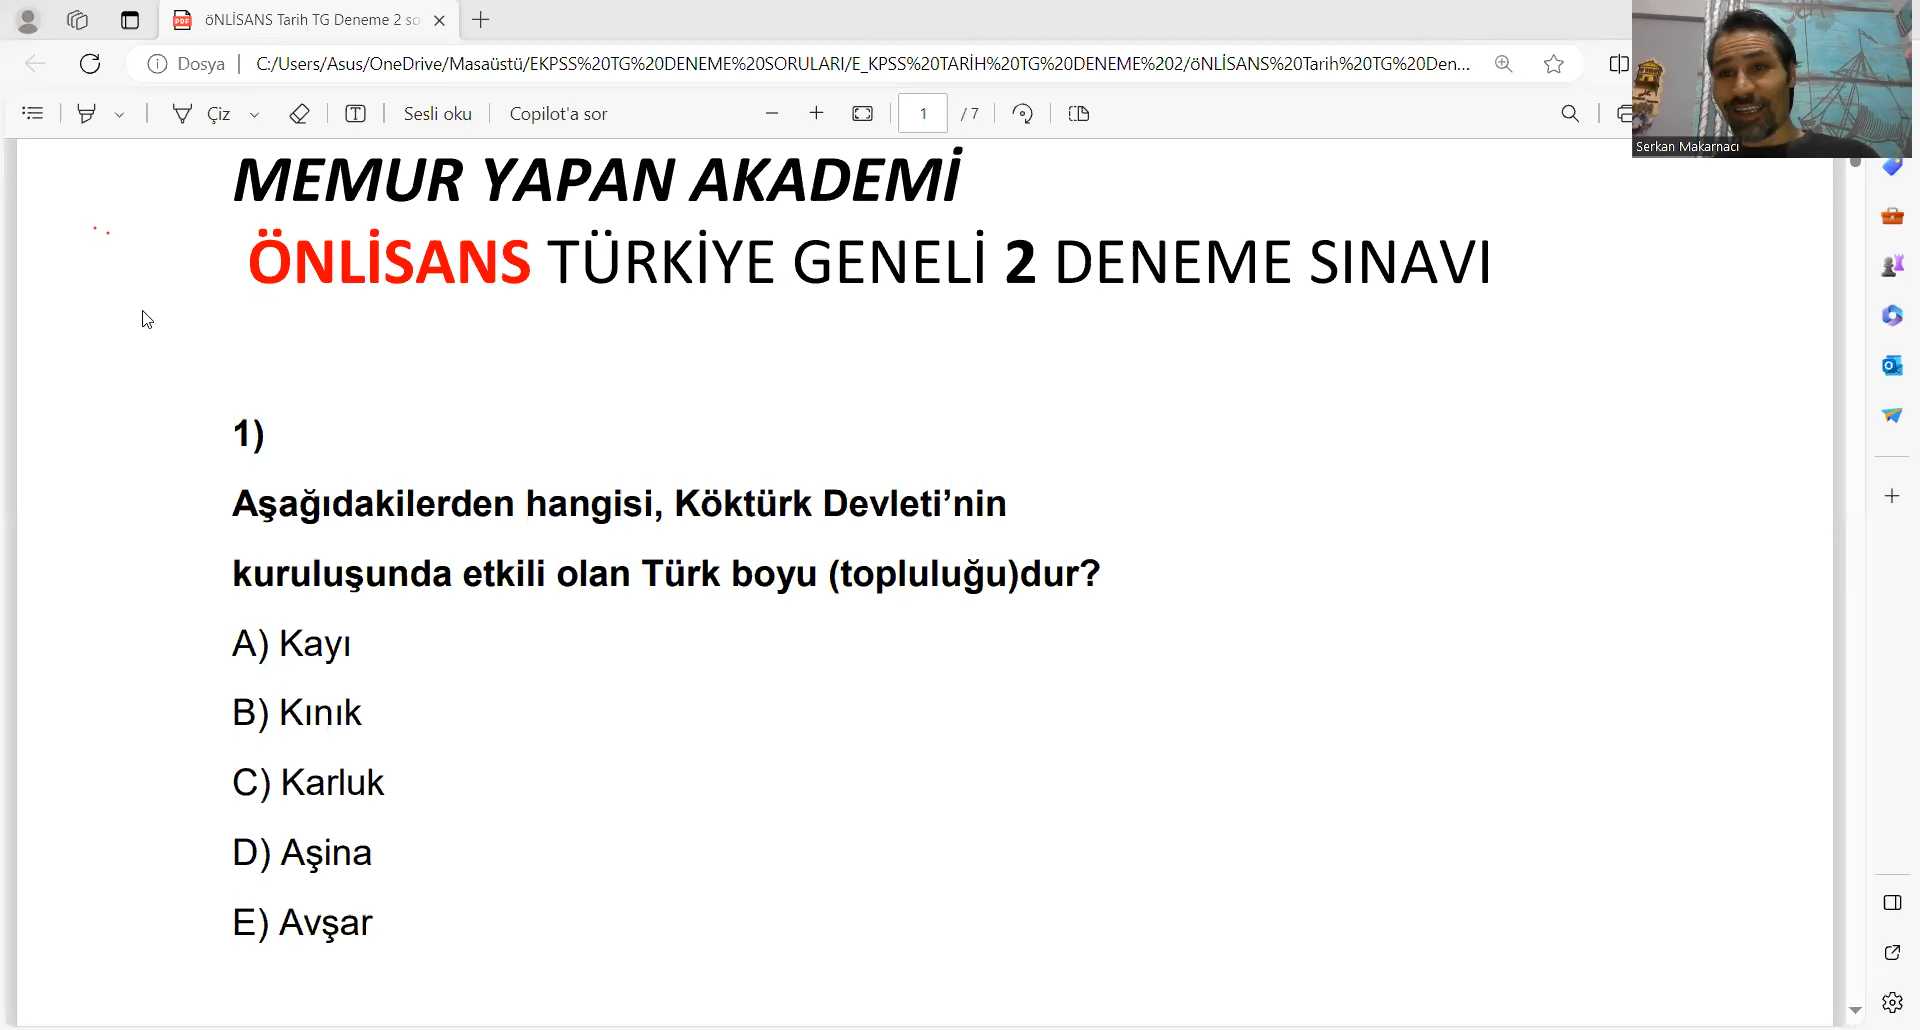 öNLİSANS Tarih TG Deneme 2 so
Dosya
C:/Users/Asus/OneDrive/Masaüstü/EKPSS%20TG%20DENEME%20SORULARI/E_KPSS%20TARİH%20TG%20DENEME%202/öNLİSANS%20Tarih%20TG%20Den...
Çiz
Sesli oku
Copilot'a sor
1 / 7
Serkan Makarnacı
MEMUR YAPAN AKADEMİ
ÖNLİSANS TÜRKİYE GENELİ 2 DENEME SINAVI
1)
Aşağıdakilerden hangisi, Köktürk Devleti’nin
kuruluşunda etkili olan Türk boyu (topluluğu)dur?
A) Kayı
B) Kınık
C) Karluk
D) Aşina
E) Avşar